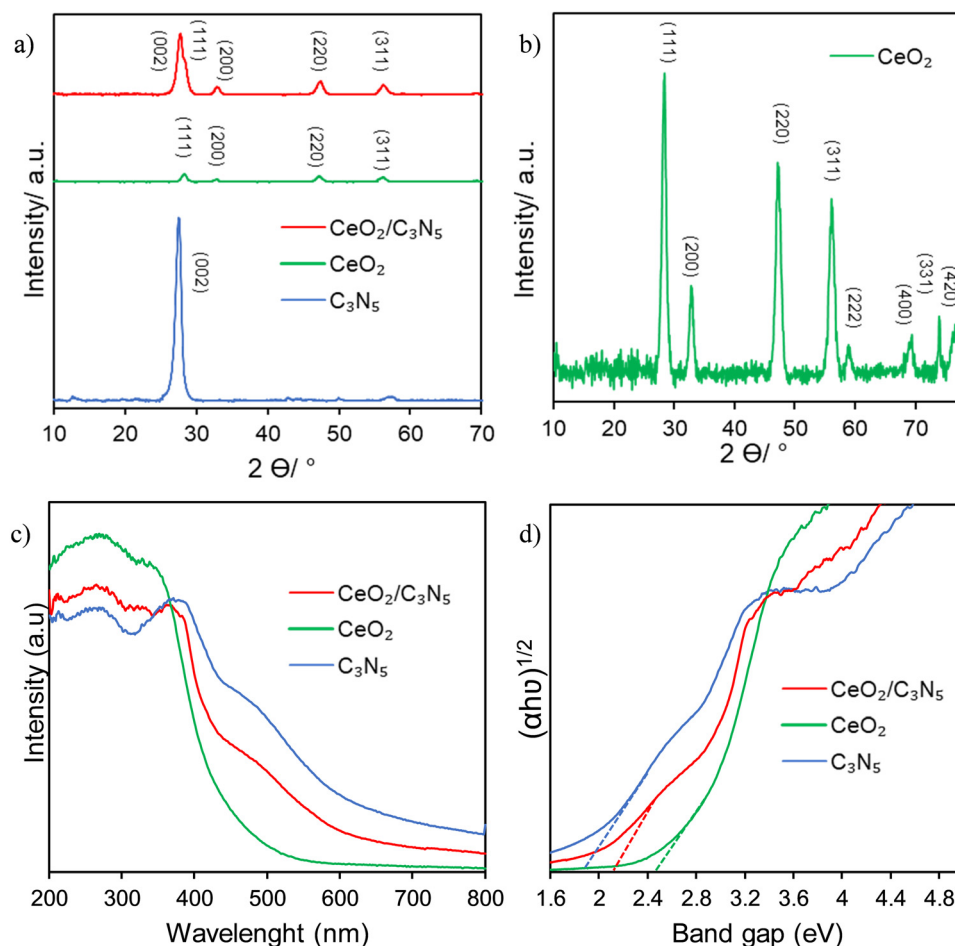 a)
(002)
(111)
(200)
(220)
(311)
(111)
(200)
(220)
(311)
(002)
CeO₂/C₃N₅
CeO₂
C₃N₅
Intensity/ a.u.
10 20 30 40 50 60 70
2 Ө/ °
b)
(111)
(200)
(220)
(311)
(222)
(400)
(331)
(420)
CeO₂
Intensity/ a.u.
10 20 30 40 50 60 70
2 Ө/ °
c)
CeO₂/C₃N₅
CeO₂
C₃N₅
Intensity (a.u)
200 300 400 500 600 700 800
Wavelenght (nm)
d)
CeO₂/C₃N₅
CeO₂
C₃N₅
(αhυ)¹/²
1.6 2 2.4 2.8 3.2 3.6 4 4.4 4.8
Band gap (eV)